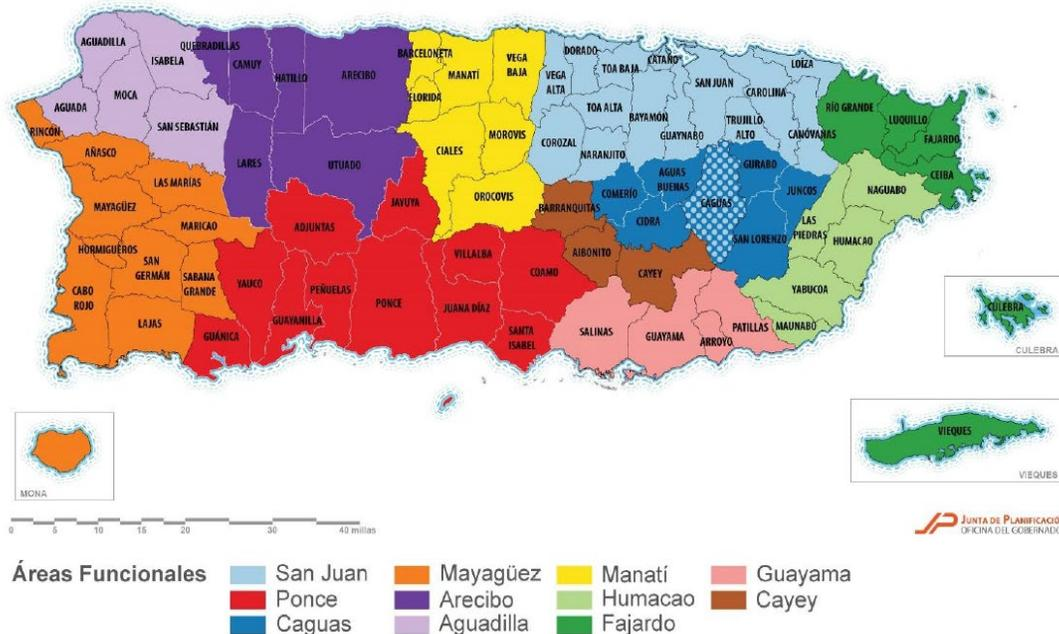 AGUADILLA
ISABELA
QUEBRADILLAS
CAMUY
HATILLO
ARECIBO
BARCELONETA
MANATÍ
VEGA
BAJA
DORADO
VEGA
ALTA
TOA BAJA
CATAÑO
SAN JUAN
LOÍZA
CAROLINA
AGUADA
MOCA
SAN SEBASTIÁN
FLORIDA
TOA ALTA
BAYAMÓN
GUAYNABO
TRUJILLO
ALTO
CANÓVANAS
RÍO GRANDE
LUQUILLO
FAJARDO
RINCÓN
AÑASCO
LARES
UTUADO
CIALES
MOROVIS
COROZAL
NARANJITO
GURABO
CEIBA
LAS MARÍAS
MAYAGÜEZ
MARICAO
ADJUNTAS
JAYUYA
OROCOVIS
BARRANQUITAS
COMERÍO
AGUAS
BUENAS
CIDRA
CAGUAS
JUNCOS
SAN LORENZO
LAS
PIEDRAS
NAGUABO
HUMACAO
HORMIGUEROS
SAN
GERMÁN
SABANA
GRANDE
CABO
ROJO
LAJAS
YAUCO
GUÁNICA
GUAYANILLA
PEÑUELAS
PONCE
VILLALBA
JUANA DÍAZ
COAMO
SANTA
ISABEL
AIBONITO
CAYEY
SALINAS
GUAYAMA
ARROYO
PATILLAS
YABUCOA
MAUNABO
CULEBRA
CULEBRA
VIEQUES
VIEQUES
MONA
0 5 10 15 20 30 40 millas
JP JUNTA DE PLANIFICACIÓ
OFICINA DEL GOBERNADO
Áreas Funcionales
San Juan Mayagüez Manatí Guayama
Ponce Arecibo Humacao Cayey
Caguas Aguadilla Fajardo